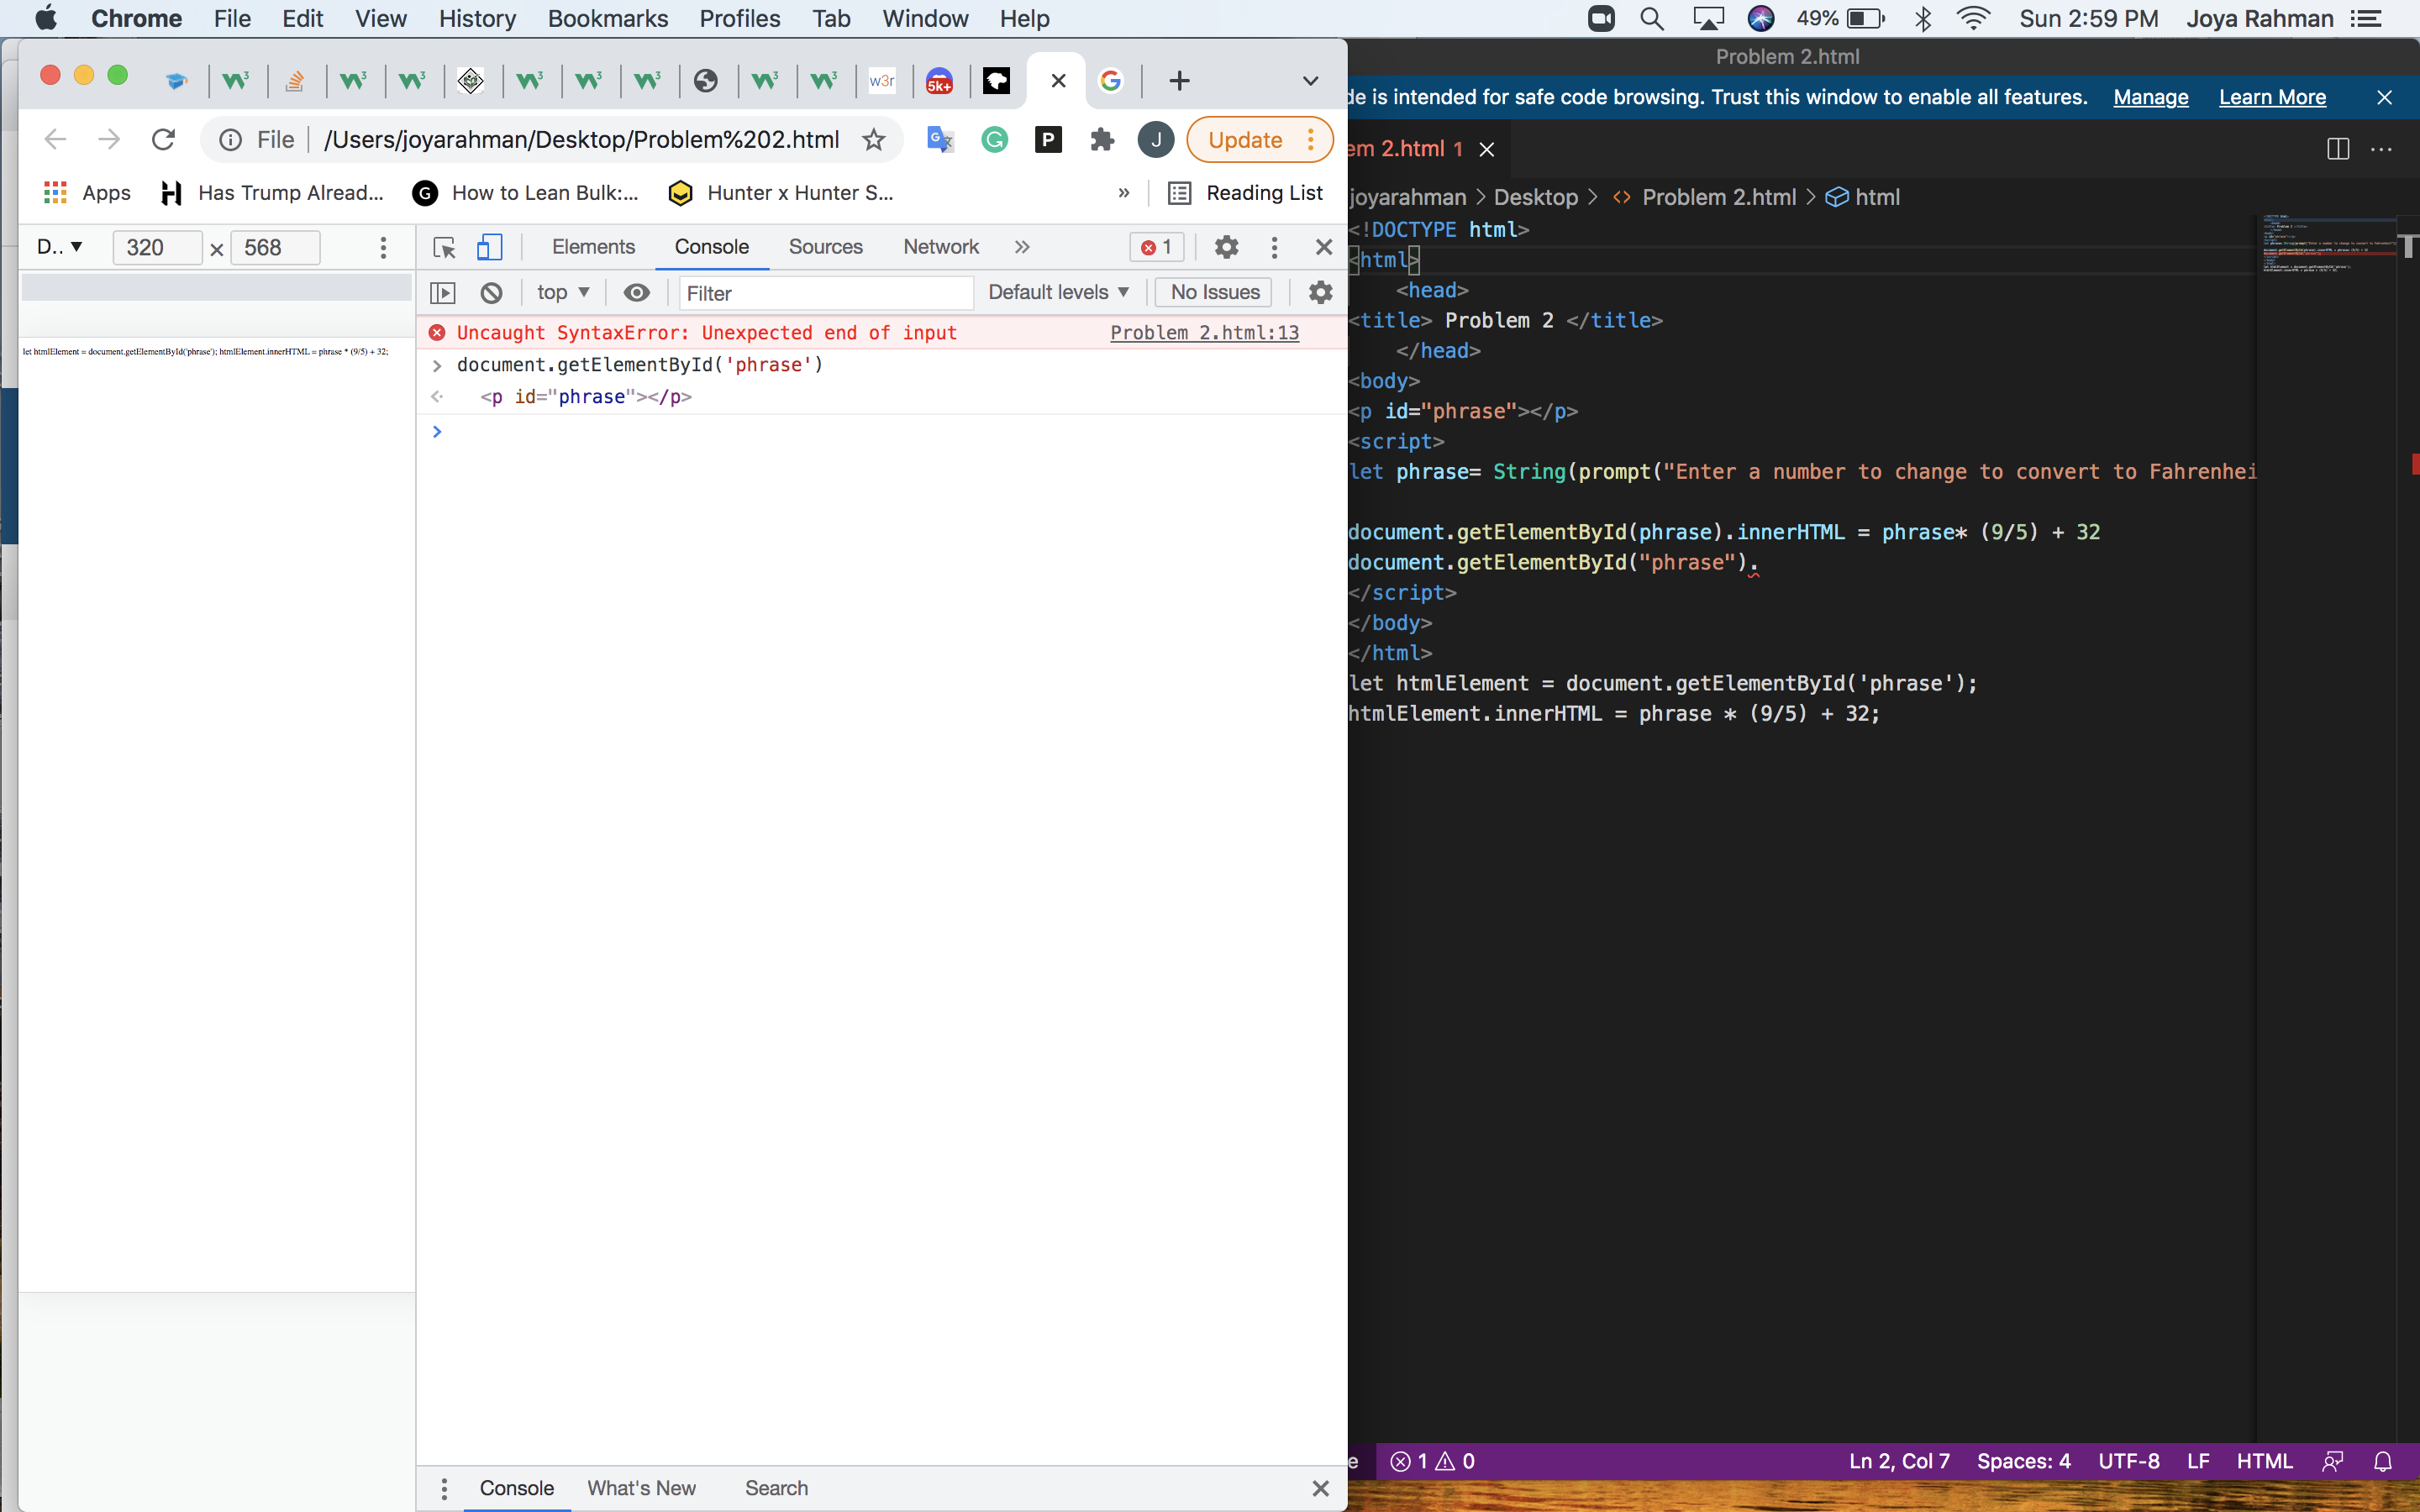 Chrome File Edit View History Bookmarks Profiles Tab Window Help 49% Sun 2:59 PM Joya Rahman
5k+ w3r
File /Users/joyarahman/Desktop/Problem%202.html P J Update
Apps Has Trump Alread... How to Lean Bulk:... Hunter x Hunter S... » Reading List
D.. 320 × 568 Elements Console Sources Network » 1
top Filter Default levels No Issues
Uncaught SyntaxError: Unexpected end of input Problem 2.html:13
let htmlElement = document.getElementById('phrase'); htmlElement.innerHTML = phrase * (9/5) + 32;
document.getElementById('phrase')
<p id="phrase"></p>
Console What's New Search
Problem 2.html
de is intended for safe code browsing. Trust this window to enable all features. Manage Learn More
em 2.html 1
joyarahman > Desktop > Problem 2.html > html
<!DOCTYPE html>
<html>
<head>
<title> Problem 2 </title>
</head>
<body>
<p id="phrase"></p>
<script>
let phrase= String(prompt("Enter a number to change to convert to Fahrenhei
document.getElementById(phrase).innerHTML = phrase* (9/5) + 32
document.getElementById("phrase").
</script>
</body>
</html>
let htmlElement = document.getElementById('phrase');
htmlElement.innerHTML = phrase * (9/5) + 32;
e 1 0 Ln 2, Col 7 Spaces: 4 UTF-8 LF HTML